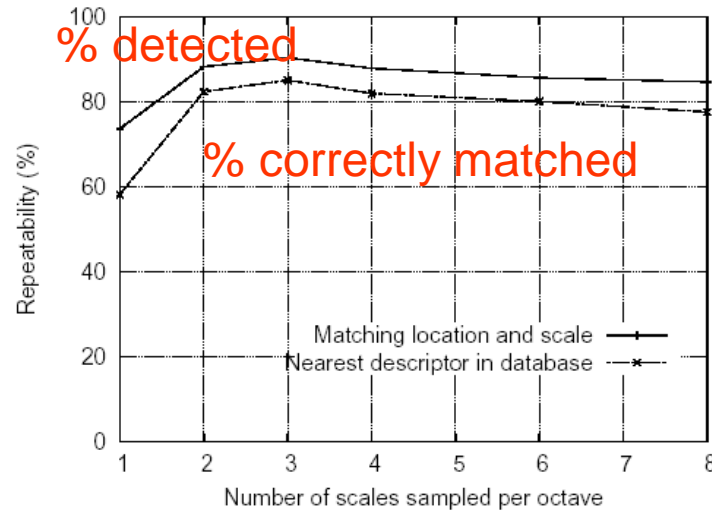 100
% detected
80
% correctly matched
60
40
20
0
Repeatability (%)
Matching location and scale
Nearest descriptor in database
1 2 3 4 5 6 7 8
Number of scales sampled per octave